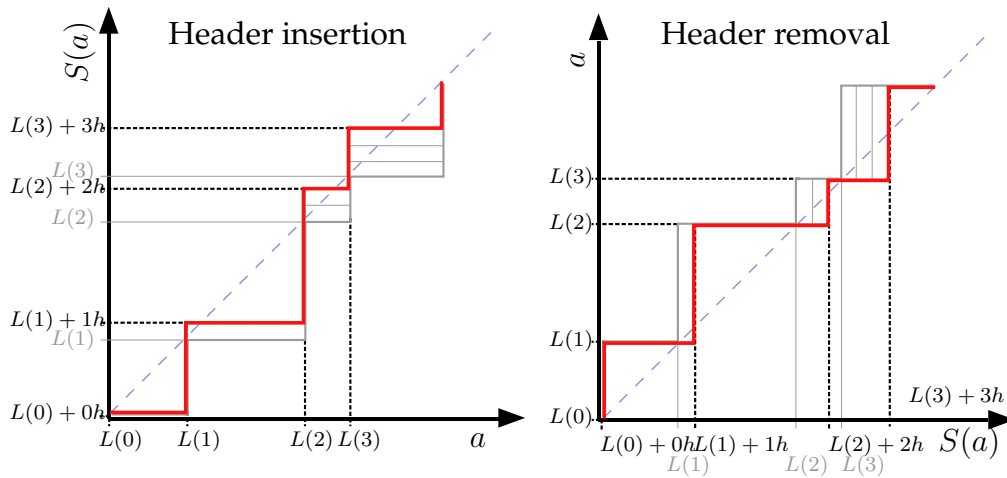 Header insertion
S(a)
L(3) + 3h
L(3)
L(2) + 2h
L(2)
L(1) + 1h
L(1)
L(0) + 0h
L(0) L(1) L(2) L(3) a
Header removal
a
L(3)
L(2)
L(1)
L(0)
L(3) + 3h
L(0) + 0h L(1) + 1h L(2) + 2h S(a)
L(1) L(2) L(3)